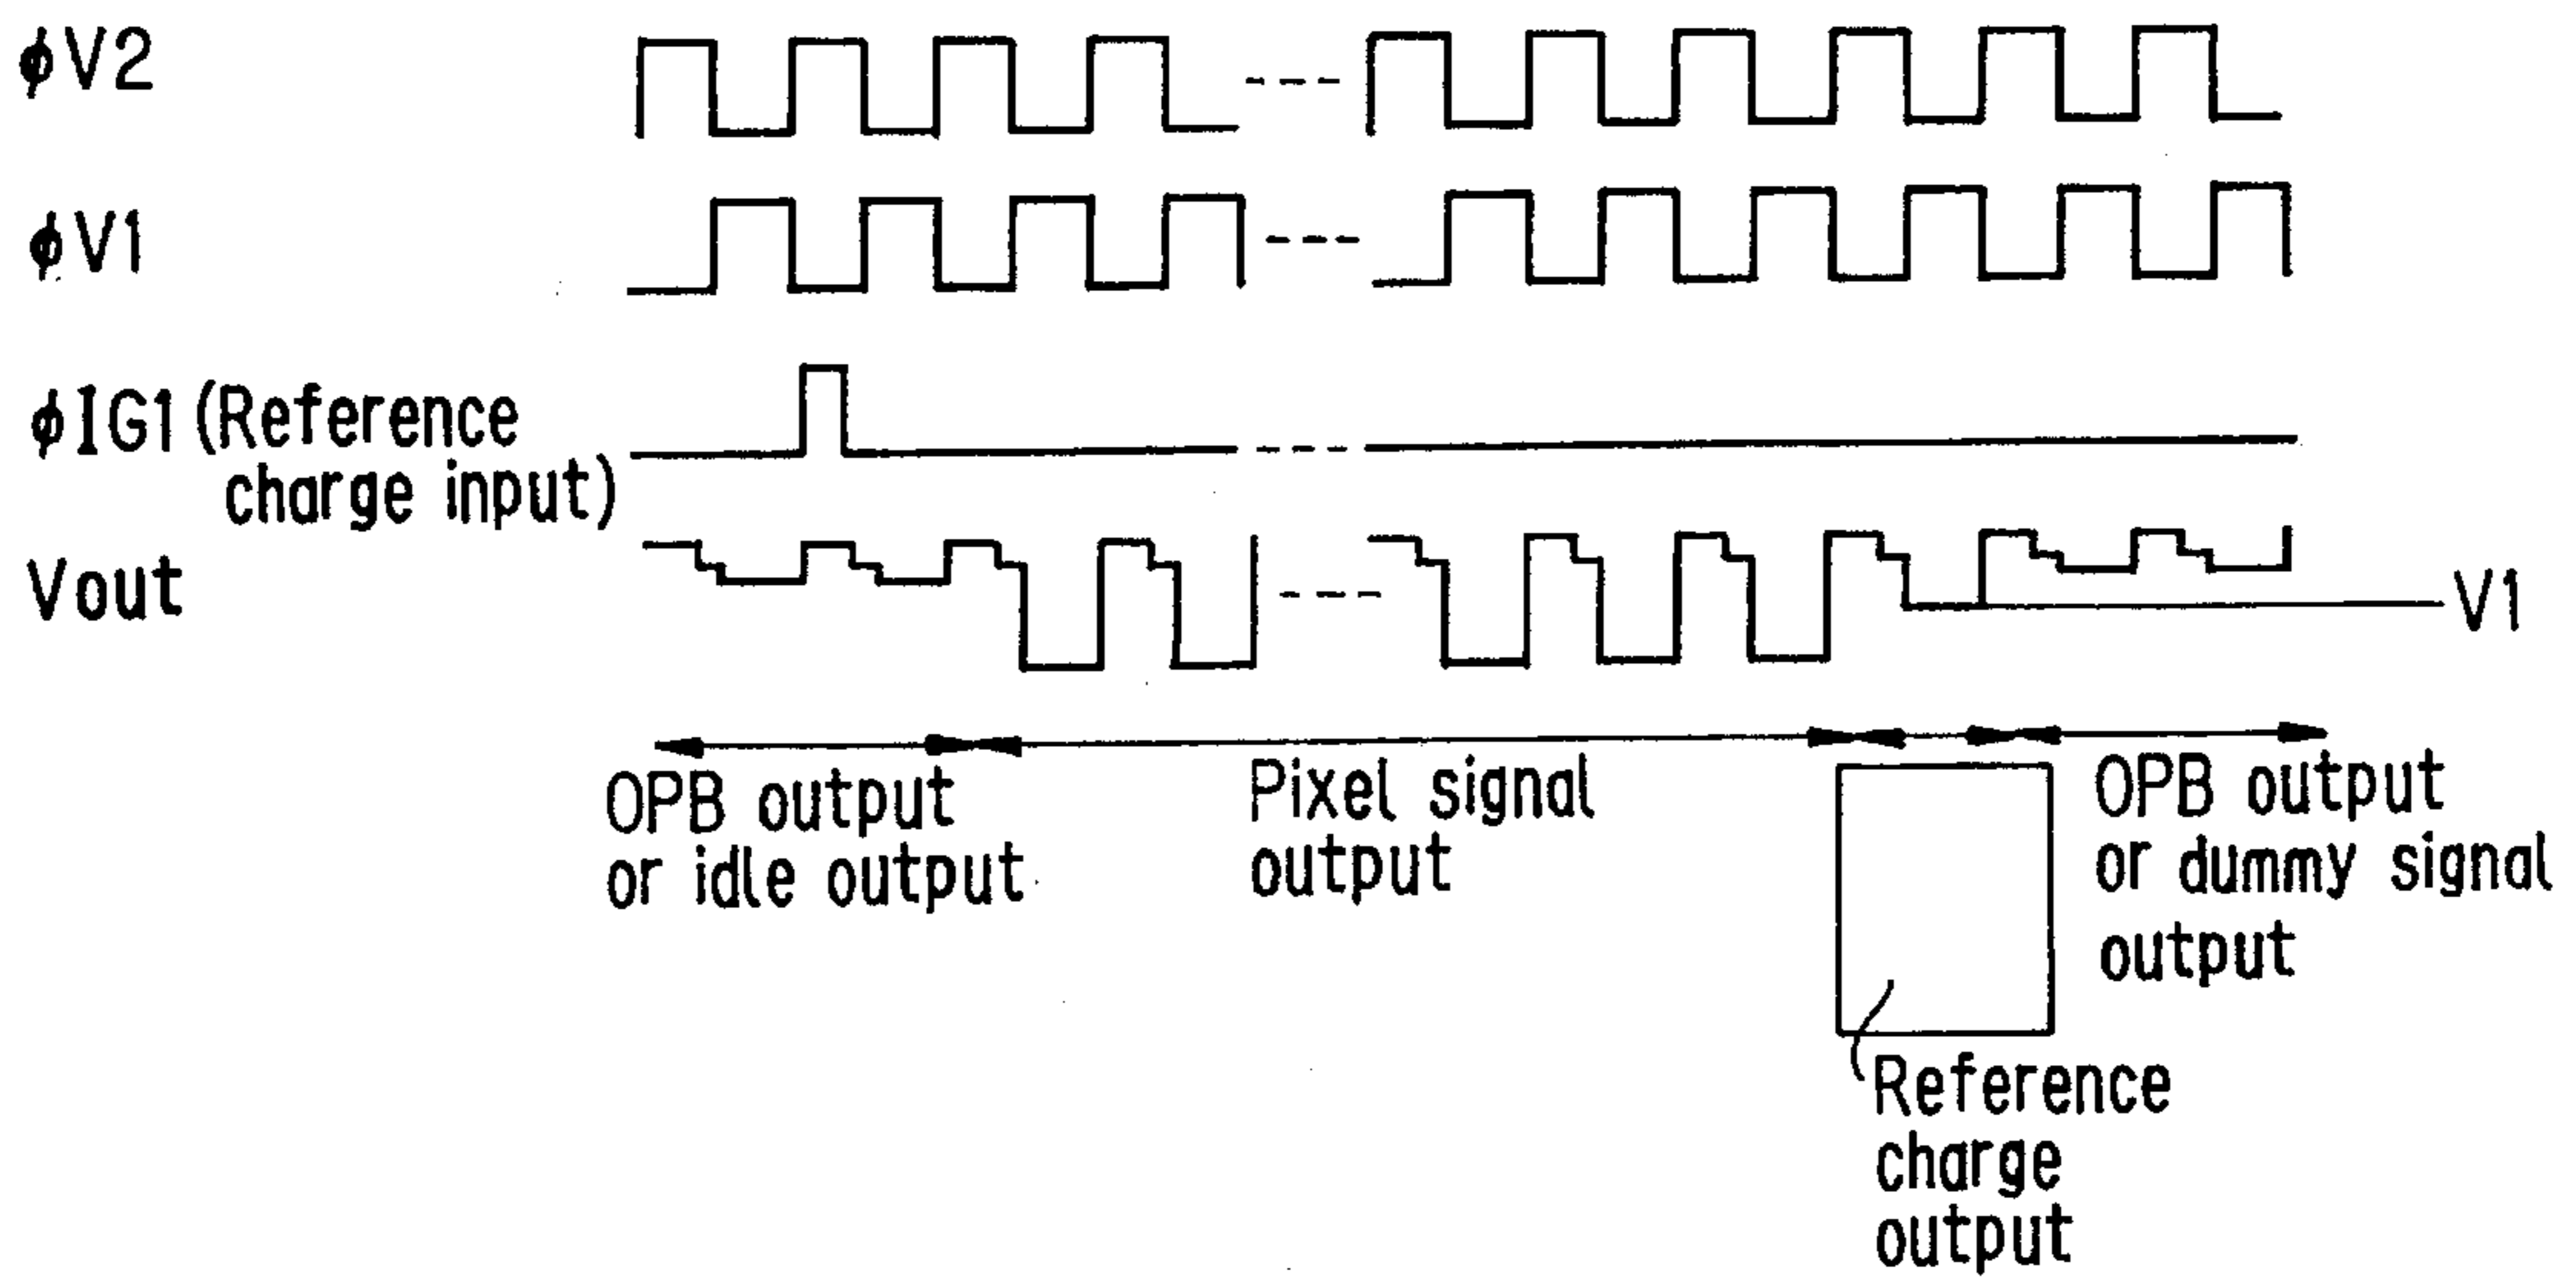 ϕV2
ϕV1
ϕIG1 (Reference
charge input)
Vout
V1
OPB output
or idle output
Pixel signal
output
OPB output
or dummy signal
output
Reference
charge
output